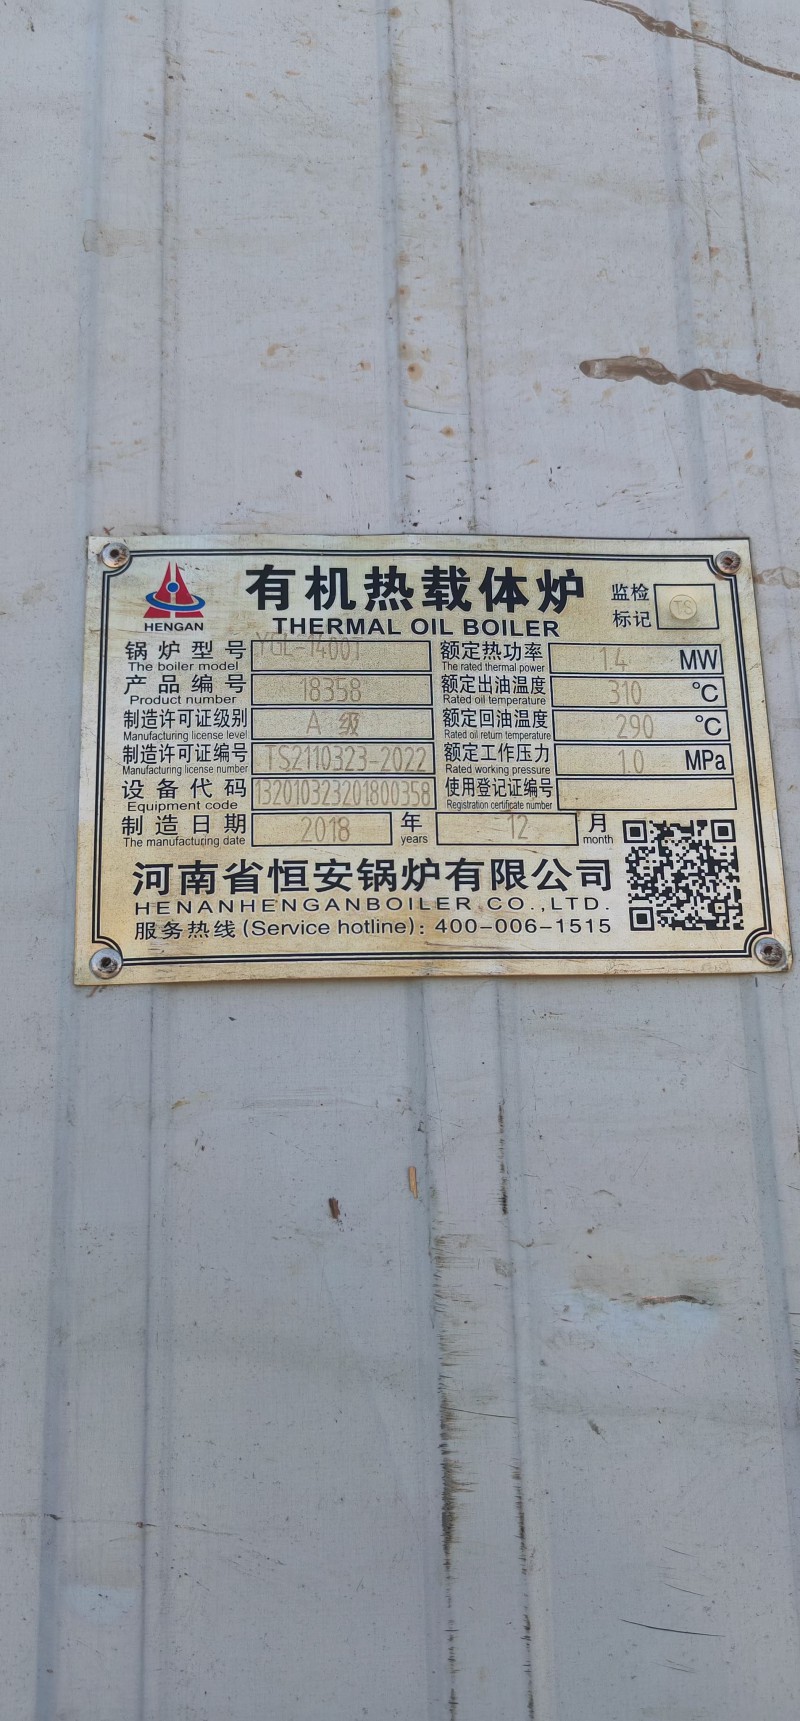 HENGAN
有机热载体炉
THERMAL OIL BOILER
监检
标记
TS
锅炉型号 YGL-1400T 额定热功率 1.4 MW
The boiler model The rated thermal power
产品编号 18358 额定出油温度 310 ℃
Product number Rated oil temperature
制造许可证级别 A 级 额定回油温度 290 ℃
Manufacturing license level Rated oil return temperature
制造许可证编号 TS2110323-2022 额定工作压力 1.0 MPa
Manufacturing license number Rated working pressure
设备代码 132010323201800358 使用登记证编号
Equipment code Registration certificate number
制造日期 2018 年 12 月
The manufacturing date years month
河南省恒安锅炉有限公司
HENANHENGANBOILER CO.,LTD.
服务热线(Service hotline): 400-006-1515